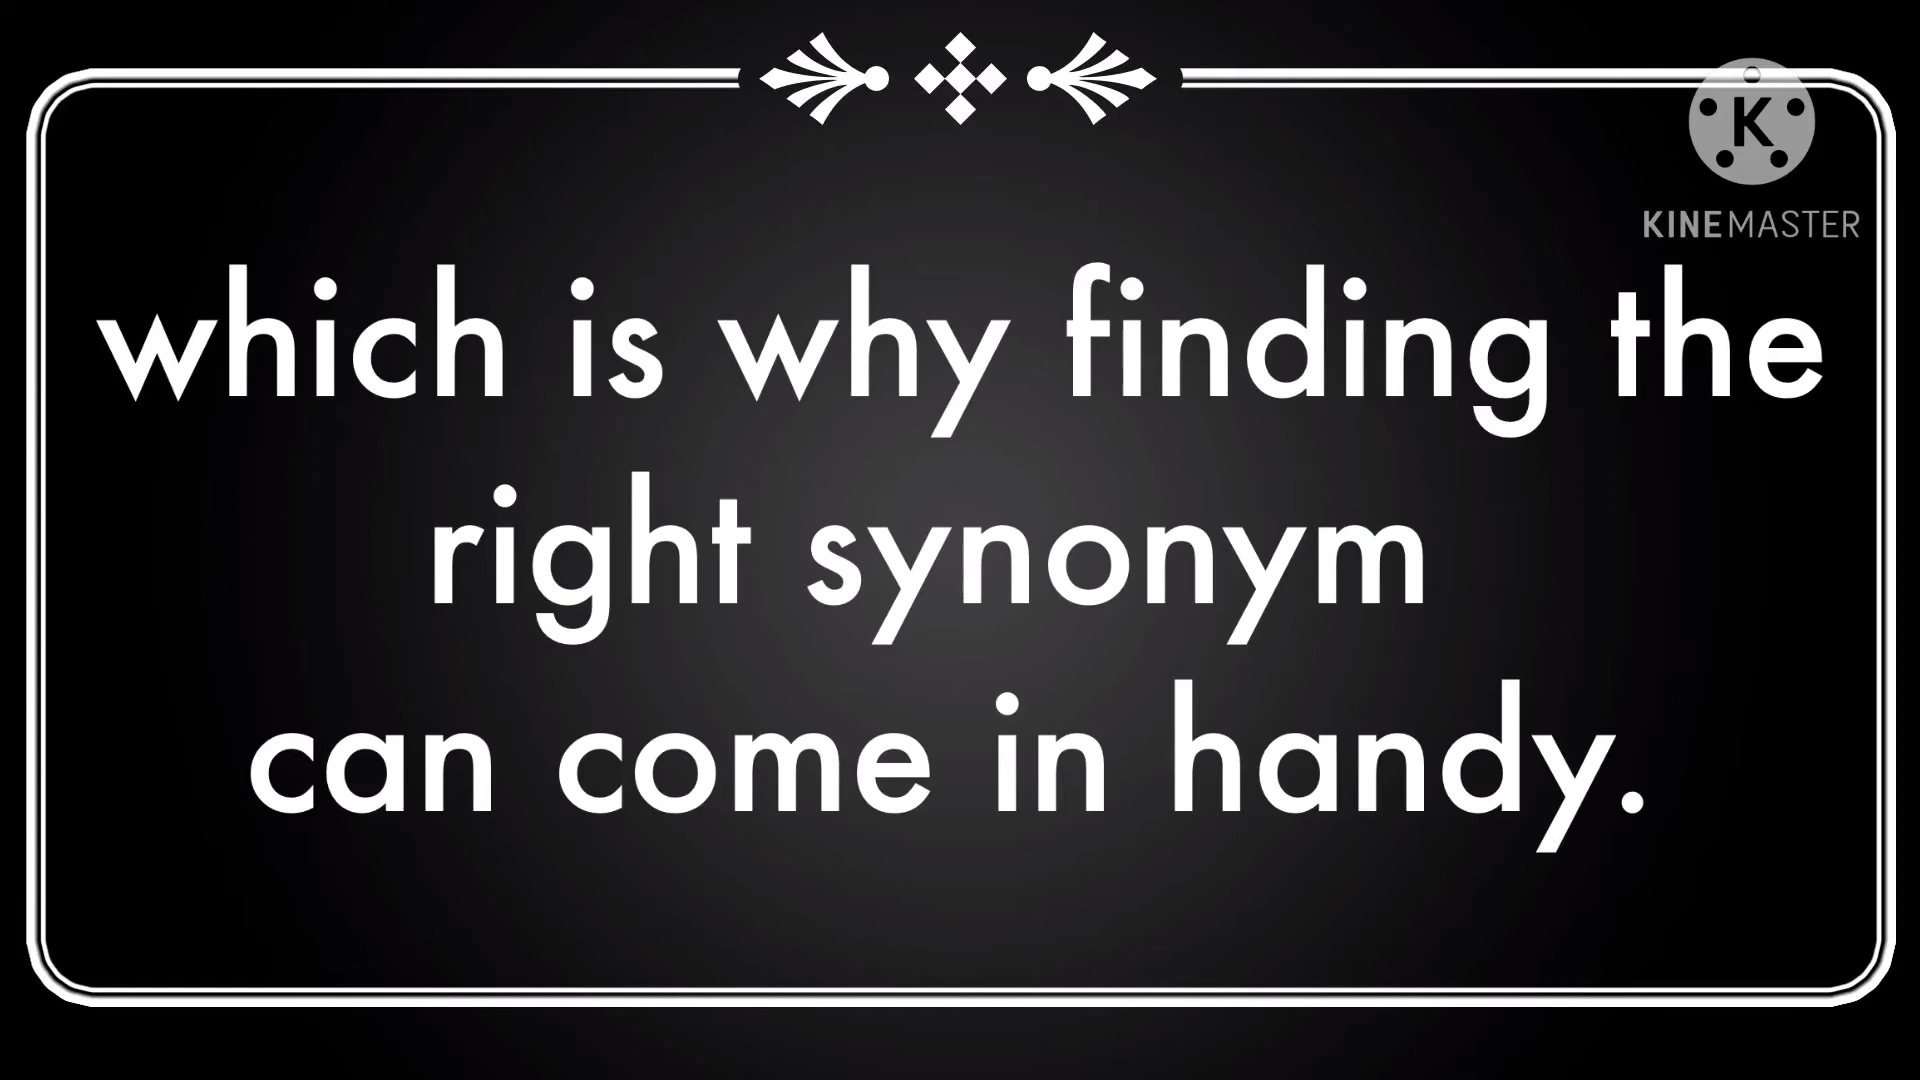 K
KINEMASTER
which is why finding the
right synonym
can come in handy.